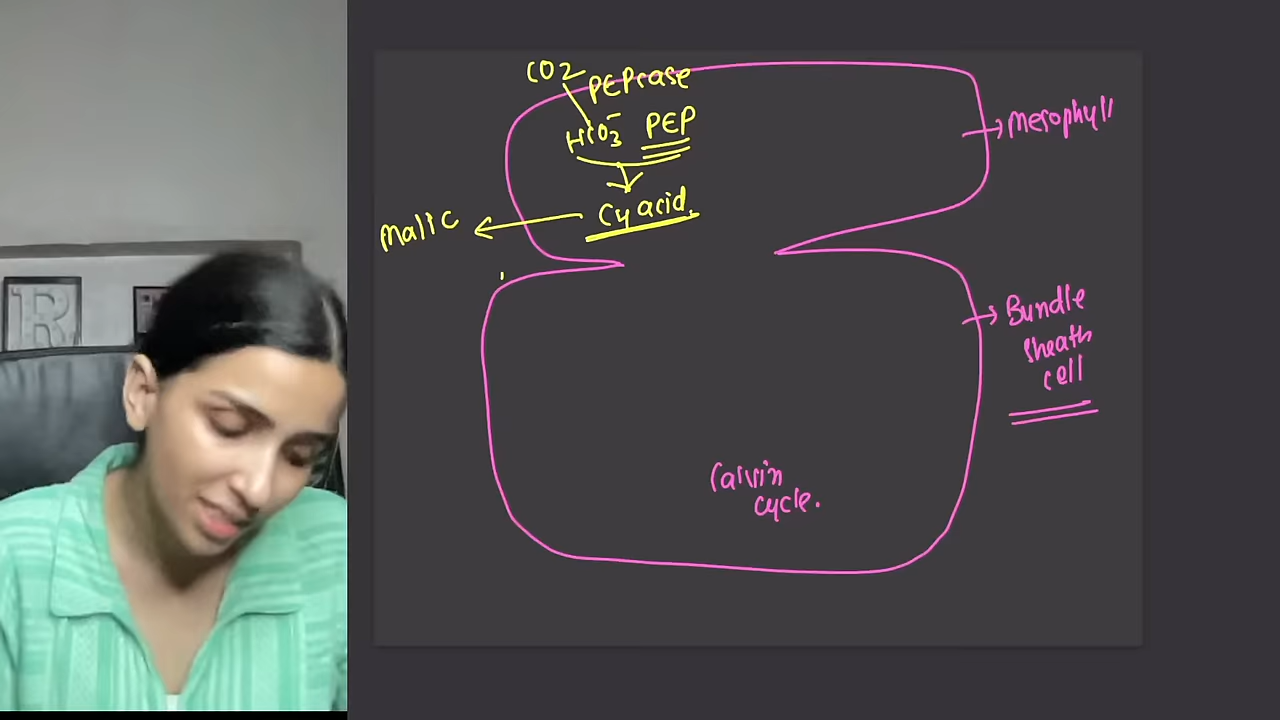 CO2
PEPcase
HCO3⁻ PEP
C4 acid.
Malic
Mesophyll
Bundle
sheath
cell
Calvin
cycle.
R